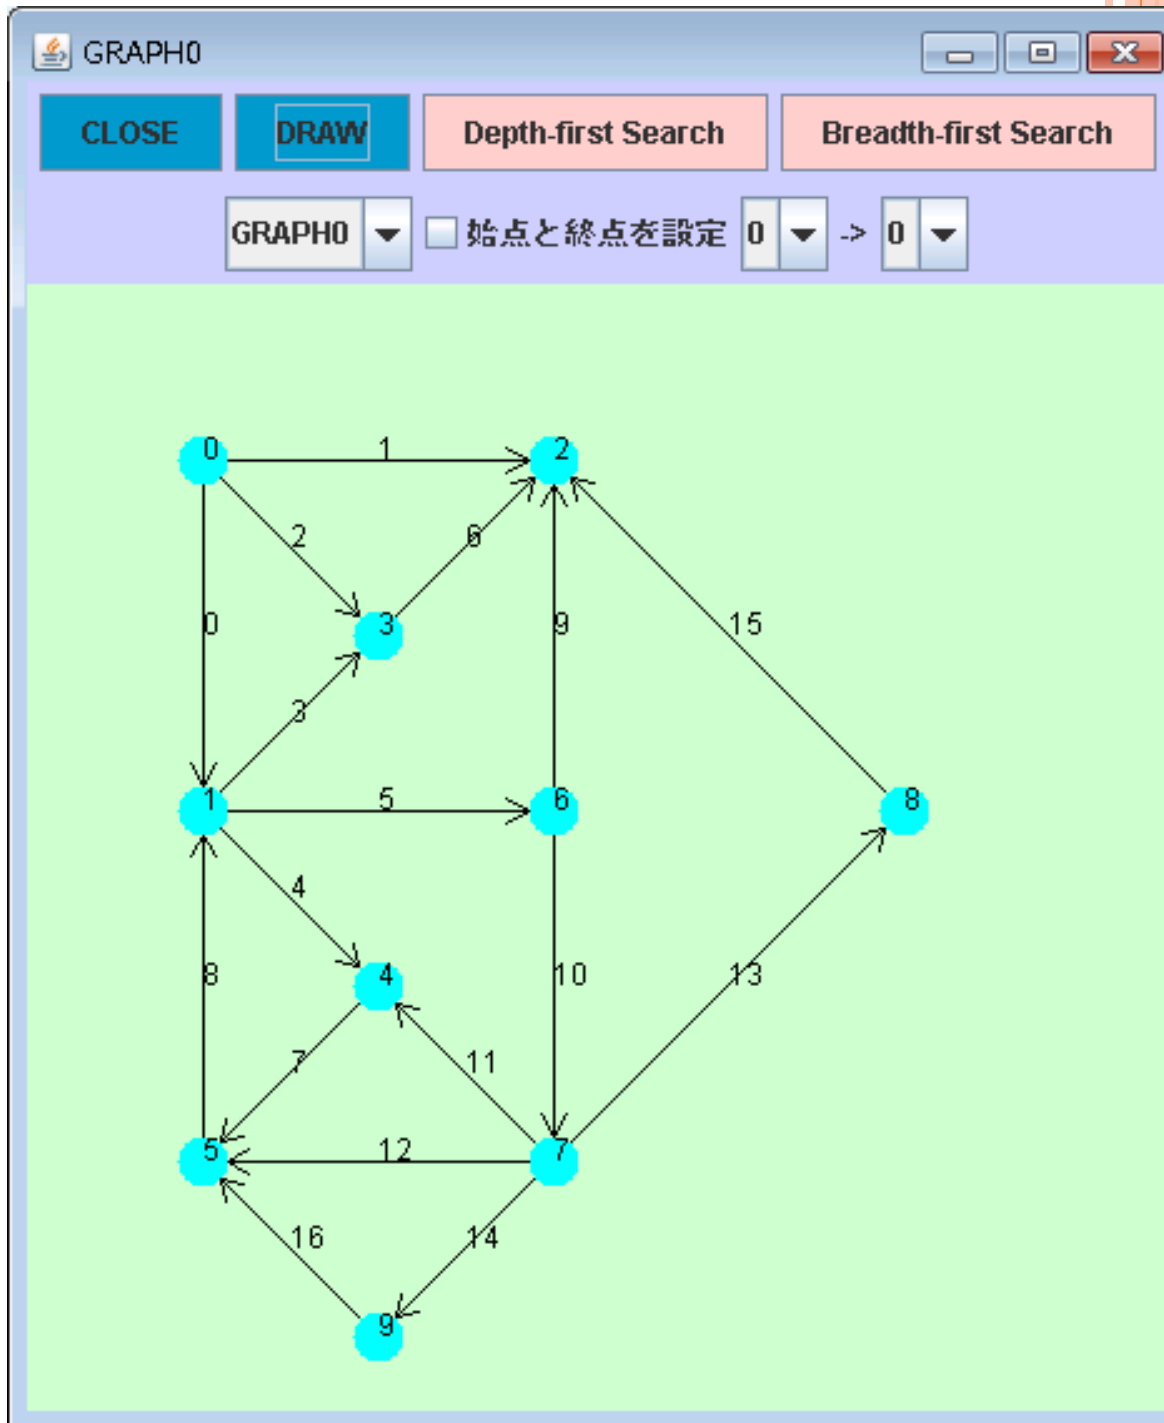 GRAPH0
CLOSE DRAW Depth-first Search Breadth-first Search
GRAPH0 始点と終点を設定 0 -> 0
0 1 2
2 6
0 3 9 15
3
1 5 6 8
4
8 4 10 13
7 11
5 12 7
16 14
9